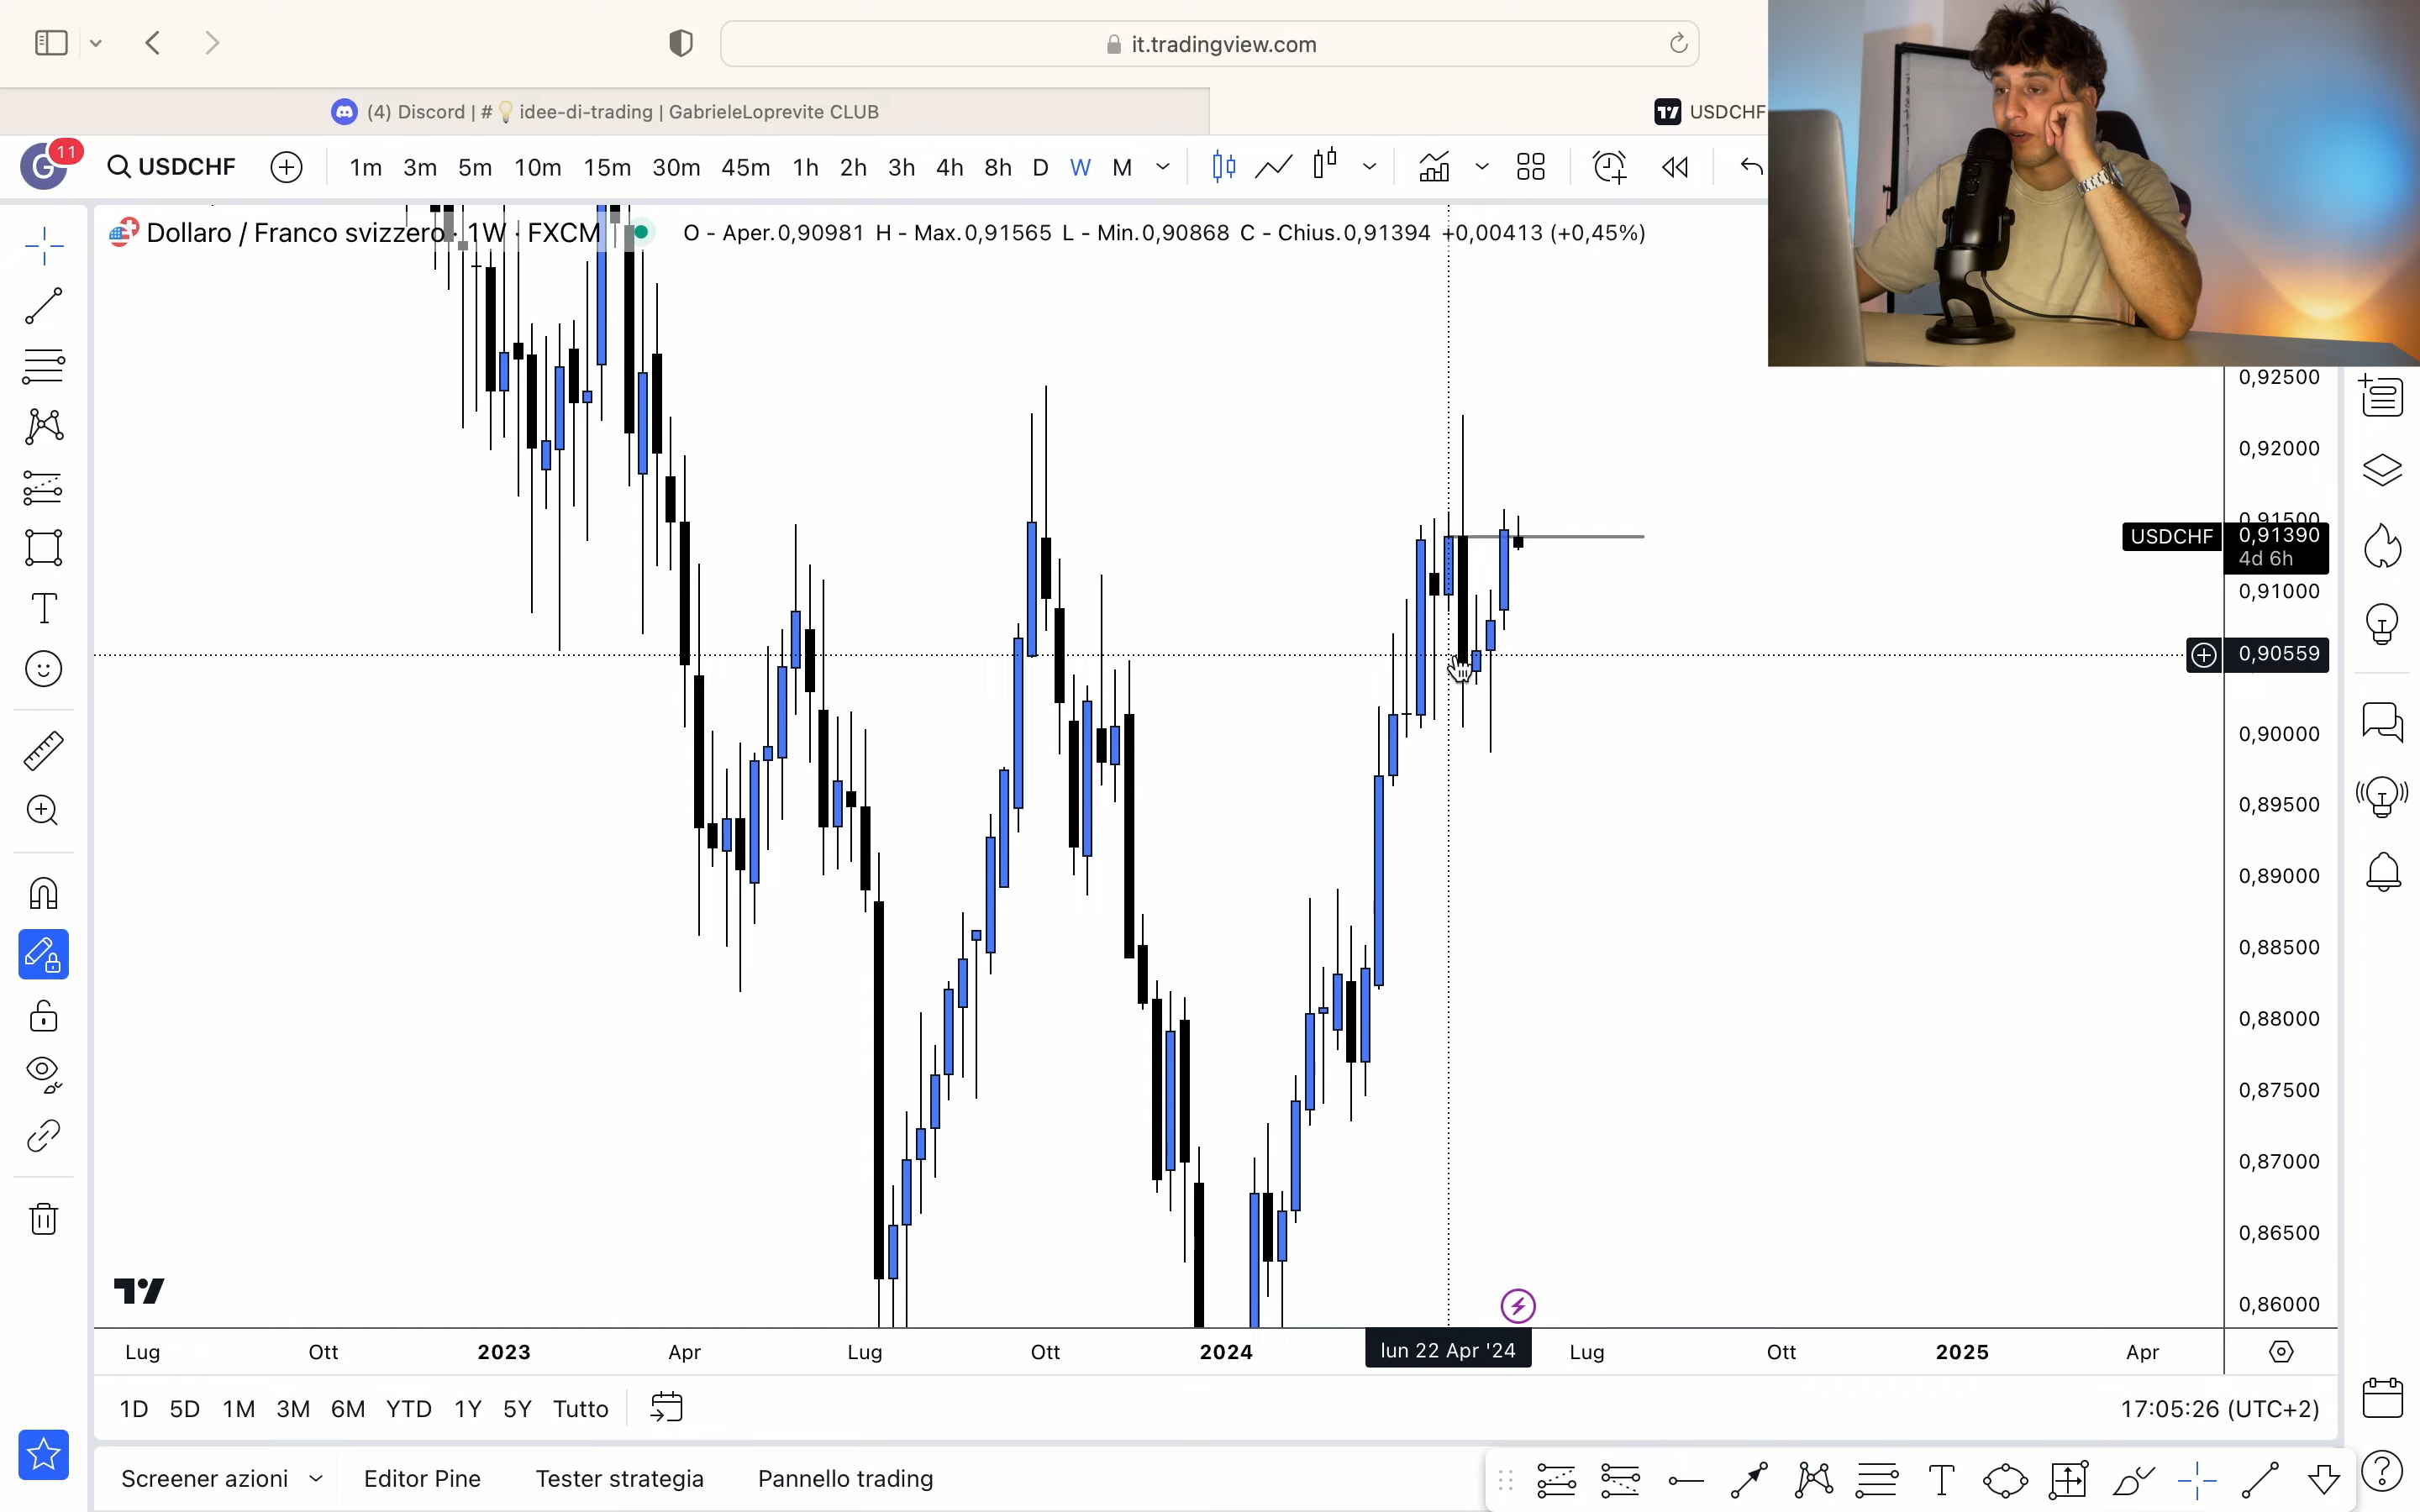 it.tradingview.com
(4) Discord | # 💡 idee-di-trading | GabrieleLoprevite CLUB
USDCHF
G 11
USDCHF
1m 3m 5m 10m 15m 30m 45m 1h 2h 3h 4h 8h D W M
Dollaro / Franco svizzero · 1W · FXCM
O - Aper.0,90981 H - Max.0,91565 L - Min.0,90868 C - Chius.0,91394 +0,00413 (+0,45%)
0,92500
0,92000
0,91500
USDCHF 0,91390
4d 6h
0,91000
0,90559
0,90000
0,89500
0,89000
0,88500
0,88000
0,87500
0,87000
0,86500
0,86000
Lug Ott 2023 Apr Lug Ott 2024 lun 22 Apr '24 Lug Ott 2025 Apr
1D 5D 1M 3M 6M YTD 1Y 5Y Tutto
17:05:26 (UTC+2)
Screener azioni Editor Pine Tester strategia Pannello trading